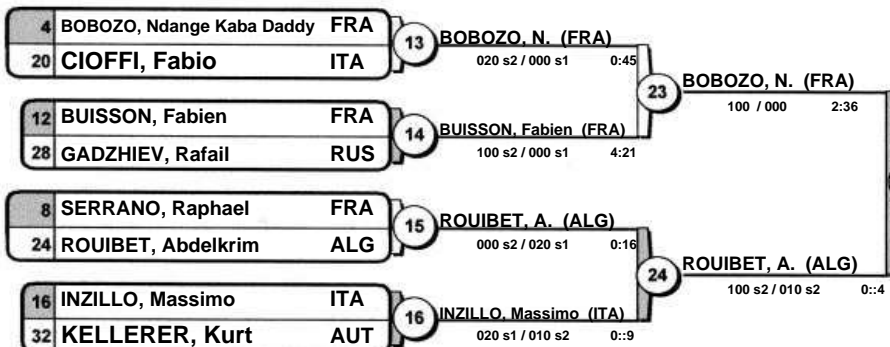 4 BOBOZO, Ndange Kaba Daddy FRA
20 CIOFFI, Fabio ITA
13
BOBOZO, N. (FRA)
020 s2 / 000 s1 0:45
12 BUISSON, Fabien FRA
28 GADZHIEV, Rafail RUS
14
BUISSON, Fabien (FRA)
100 s2 / 000 s1 4:21
23
BOBOZO, N. (FRA)
100 / 000 2:36
8 SERRANO, Raphael FRA
24 ROUIBET, Abdelkrim ALG
15
ROUIBET, A. (ALG)
000 s2 / 020 s1 0:16
16 INZILLO, Massimo ITA
32 KELLERER, Kurt AUT
16
INZILLO, Massimo (ITA)
020 s1 / 010 s2 0::9
24
ROUIBET, A. (ALG)
100 s2 / 010 s2 0::4